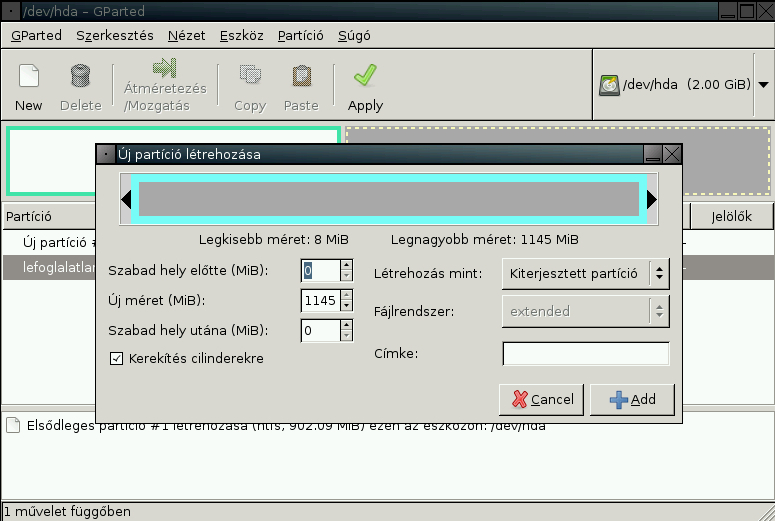 /dev/hda – GParted
GParted Szerkesztés Nézet Eszköz Partíció Súgó
New Delete Átméretezés /Mozgatás Copy Paste Apply /dev/hda (2.00 GiB)
Új partíció létrehozása
Legkisebb méret: 8 MiB Legnagyobb méret: 1145 MiB
Partíció Jelölők
Új partíció
Szabad hely előtte (MiB): 0 Létrehozás mint: Kiterjesztett partíció
Új méret (MiB): 1145 Fájlrendszer: extended
Szabad hely utána (MiB): 0
Kerekítés cilinderekre Címke:
Cancel Add
Elsődleges partíció #1 létrehozása (ntfs, 902.09 MiB) ezen az eszközön: /dev/hda
1 művelet függőben